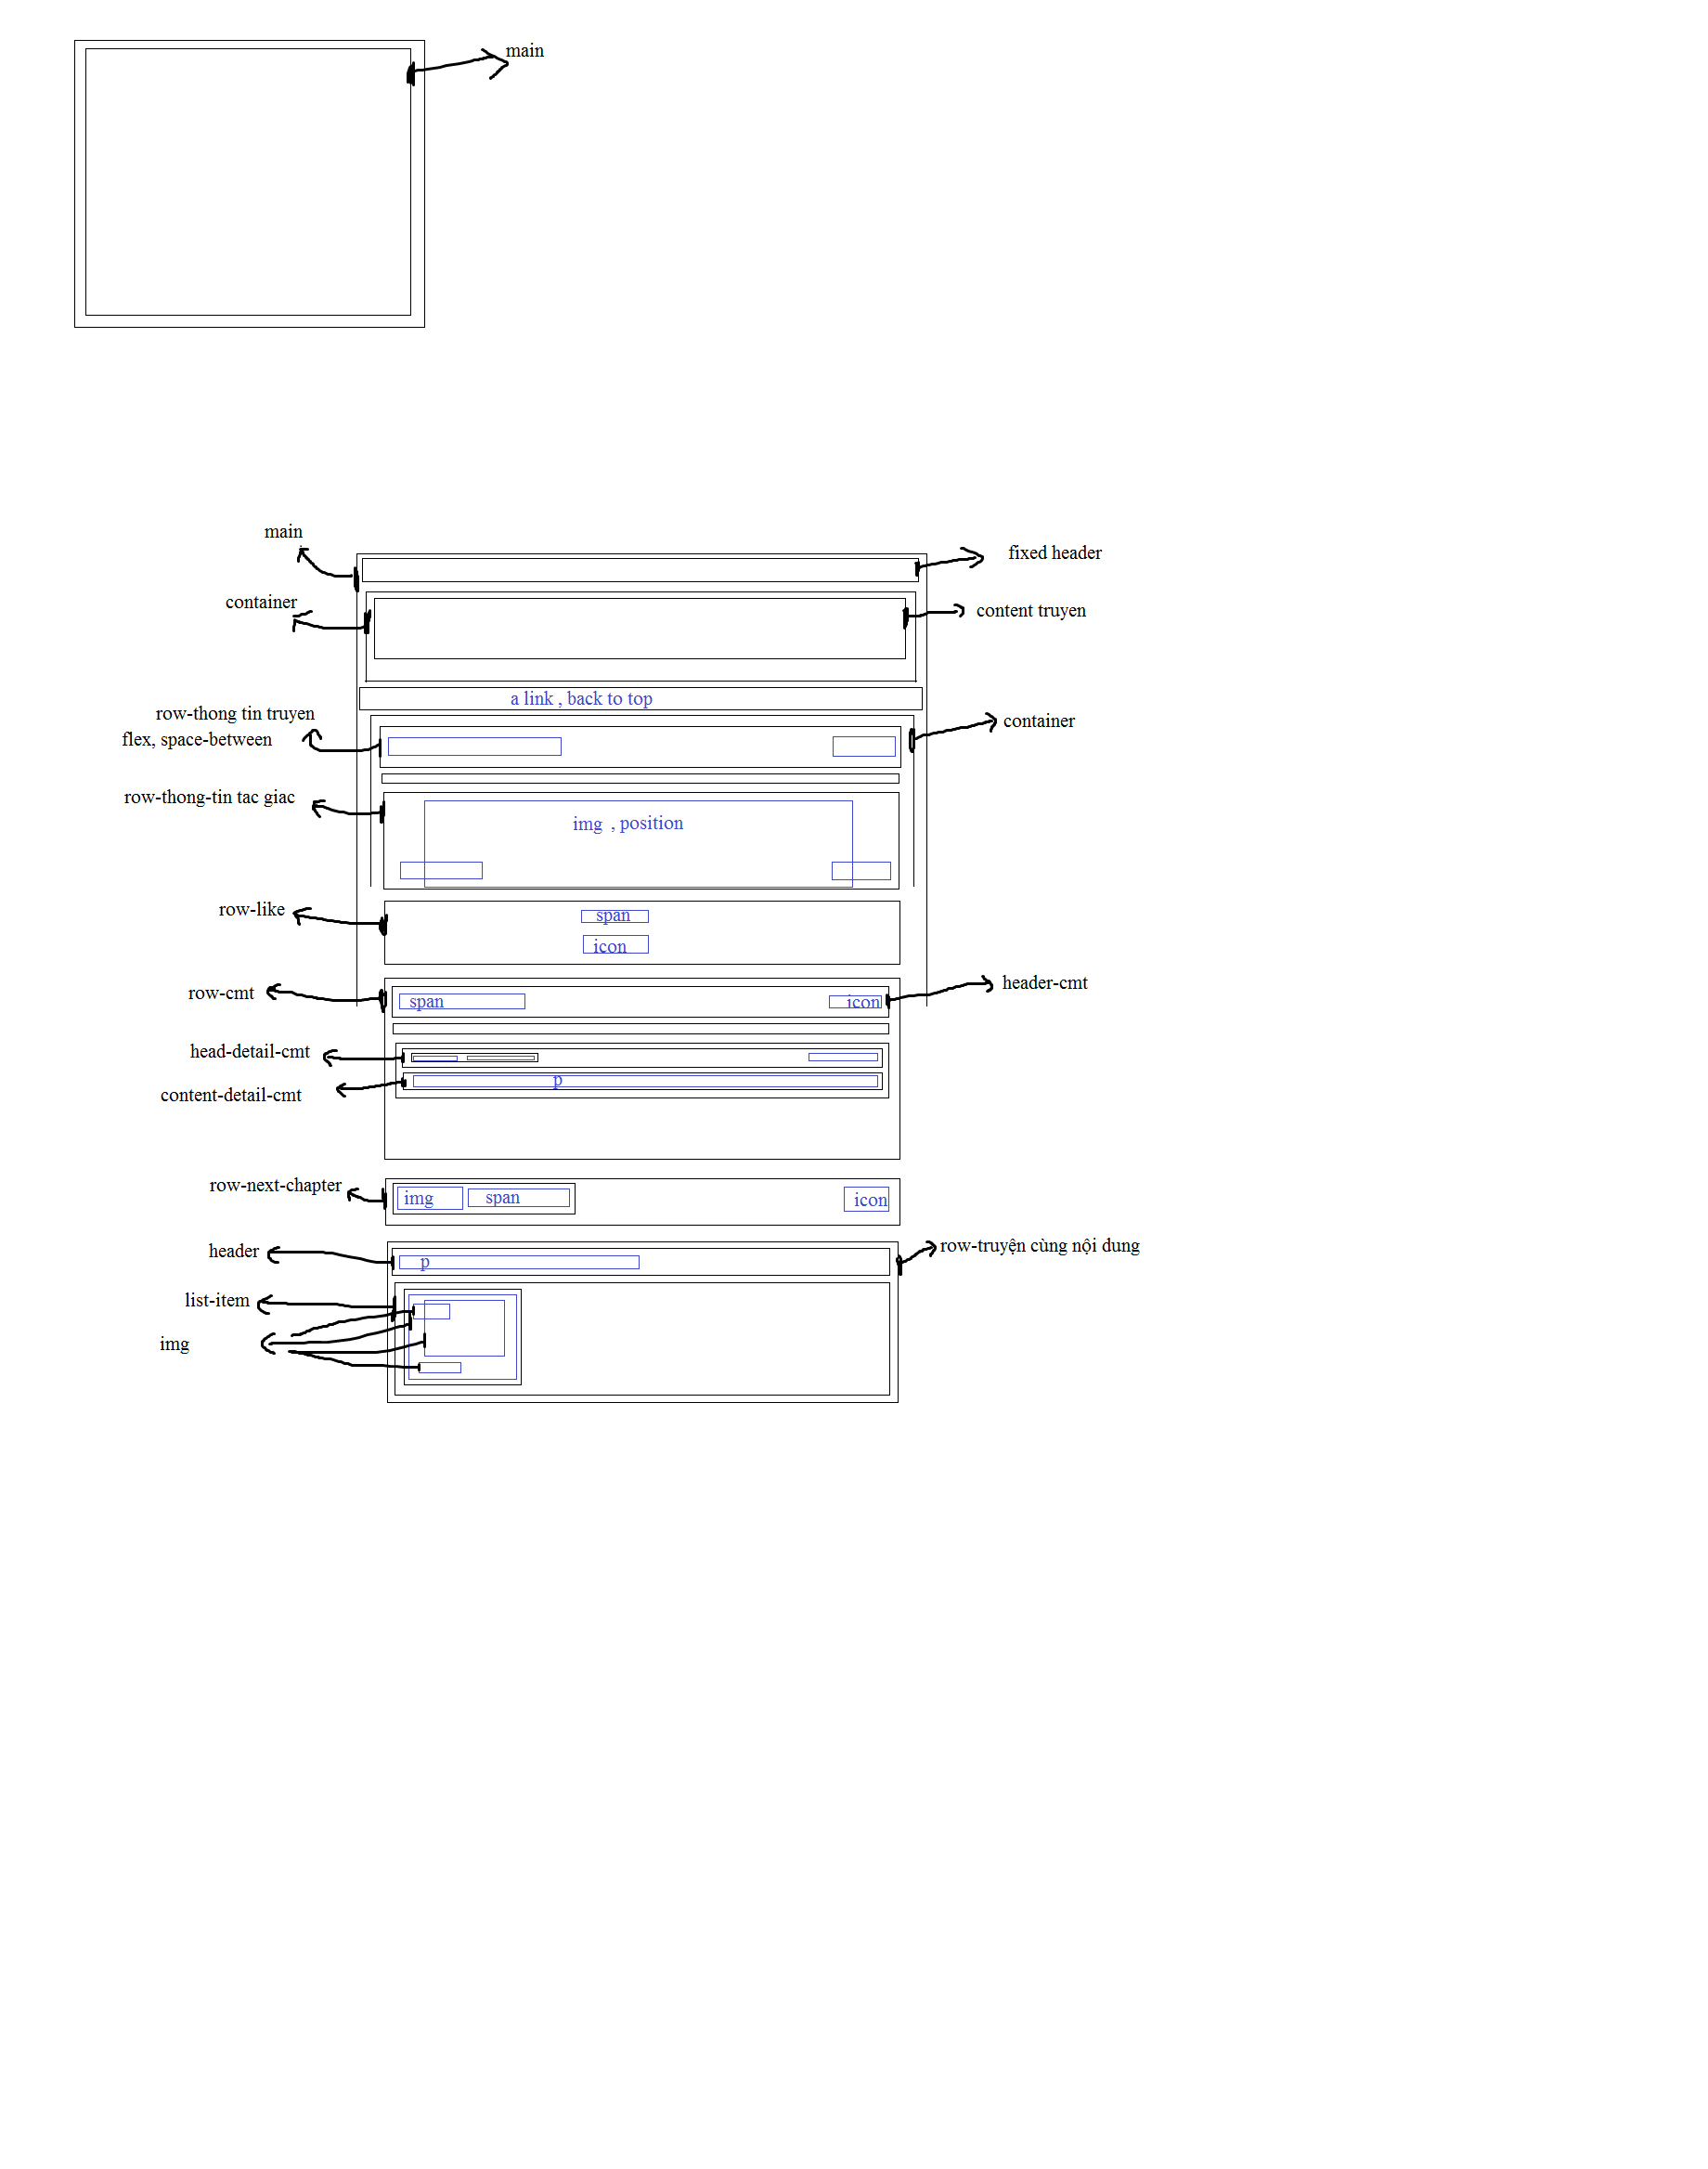 main
main
fixed header
container
content truyen
a link , back to top
row-thong tin truyen
flex, space-between
container
row-thong-tin tac giac
img , position
row-like
span
icon
row-cmt
span
icon
header-cmt
head-detail-cmt
content-detail-cmt
p
row-next-chapter
img
span
icon
header
p
row-truyện cùng nội dung
list-item
img